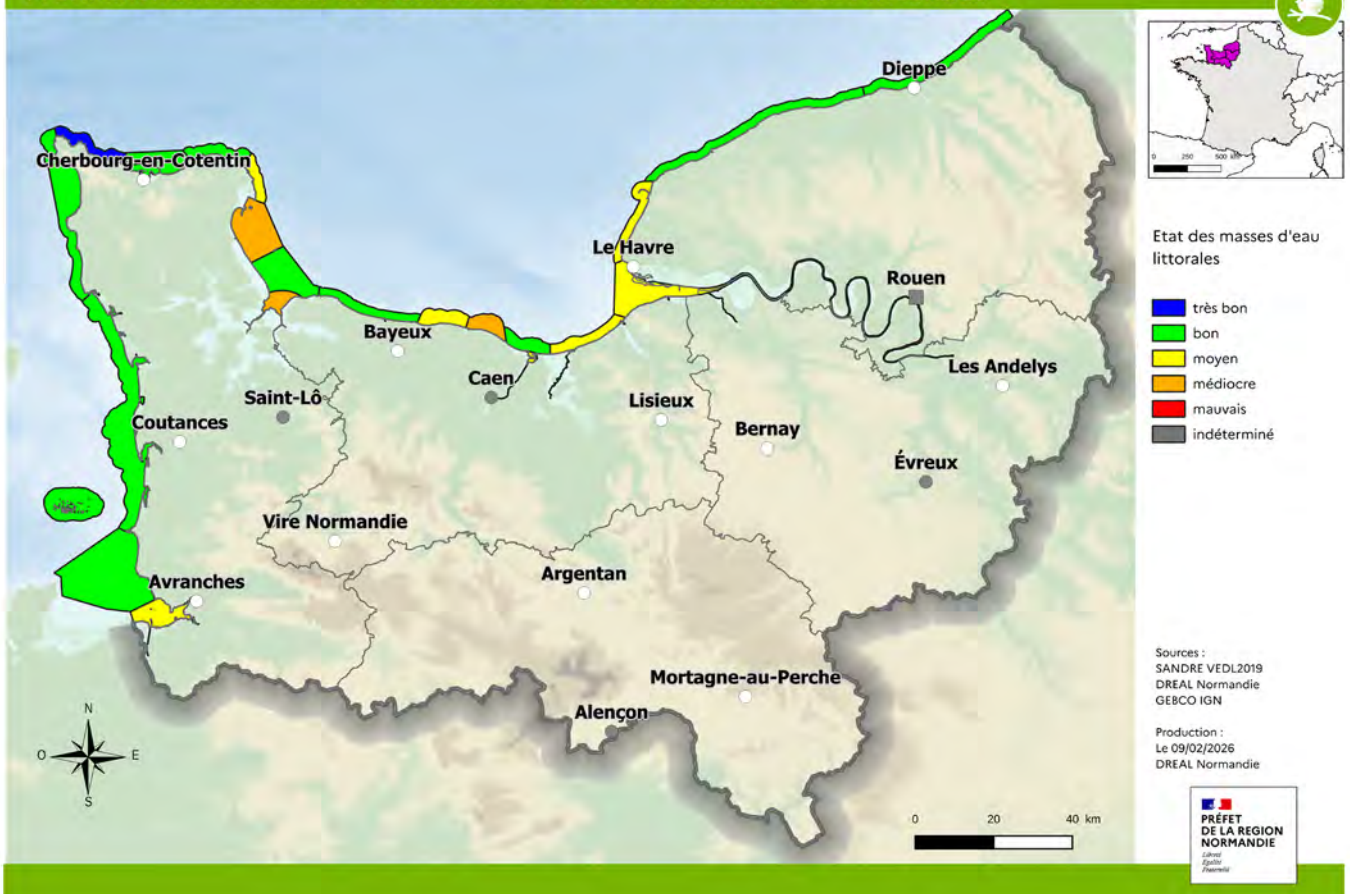 Dieppe
Cherbourg-en-Cotentin
Le Havre
Rouen
Bayeux
Les Andelys
Caen
Saint-Lô
Lisieux
Coutances
Bernay
Évreux
Vire Normandie
Argentan
Avranches
Mortagne-au-Perche
Alençon
N
O
E
S
0 20 40 km
0 250 500 km
Etat des masses d'eau
littorales
très bon
bon
moyen
médiocre
mauvais
indéterminé
Sources :
SANDRE VEDL2019
DREAL Normandie
GEBCO IGN
Production :
Le 09/02/2026
DREAL Normandie
PRÉFET
DE LA REGION
NORMANDIE
Liberté
Égalité
Fraternité